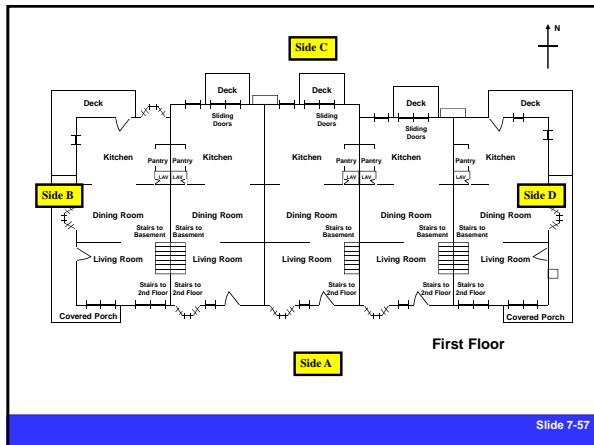 N
Side C
Deck
Deck
Deck
Deck
Deck
Sliding
Doors
Sliding
Doors
Sliding
Doors
Kitchen
Kitchen
Kitchen
Kitchen
Kitchen
Pantry
Pantry
Pantry
Pantry
Pantry
LAV
LAV
LAV
LAV
LAV
Side B
Side D
Dining Room
Dining Room
Dining Room
Dining Room
Dining Room
Stairs to
Basement
Stairs to
Basement
Stairs to
Basement
Stairs to
Basement
Stairs to
Basement
Living Room
Living Room
Living Room
Living Room
Living Room
Stairs to
2nd Floor
Stairs to
2nd Floor
Stairs to
2nd Floor
Stairs to
2nd Floor
Stairs to
2nd Floor
Covered Porch
Covered Porch
First Floor
Side A
Slide 7-57